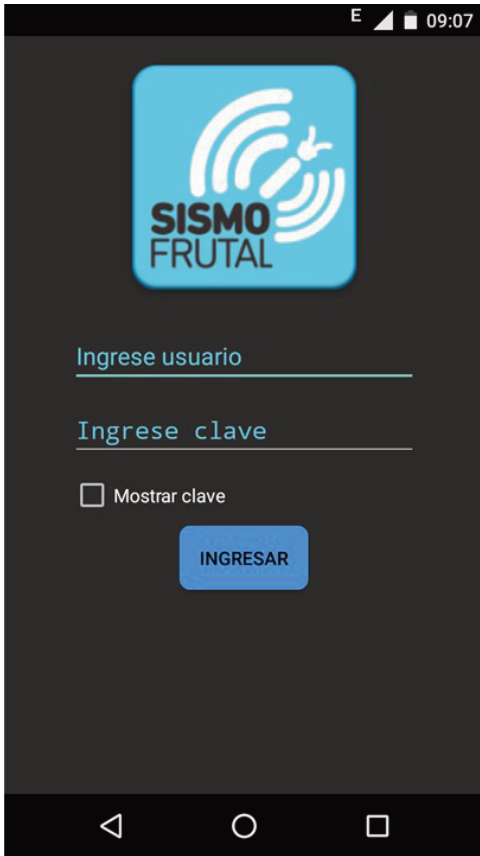 E 09:07
SISMO
FRUTAL
Ingrese usuario
Ingrese clave
Mostrar clave
INGRESAR